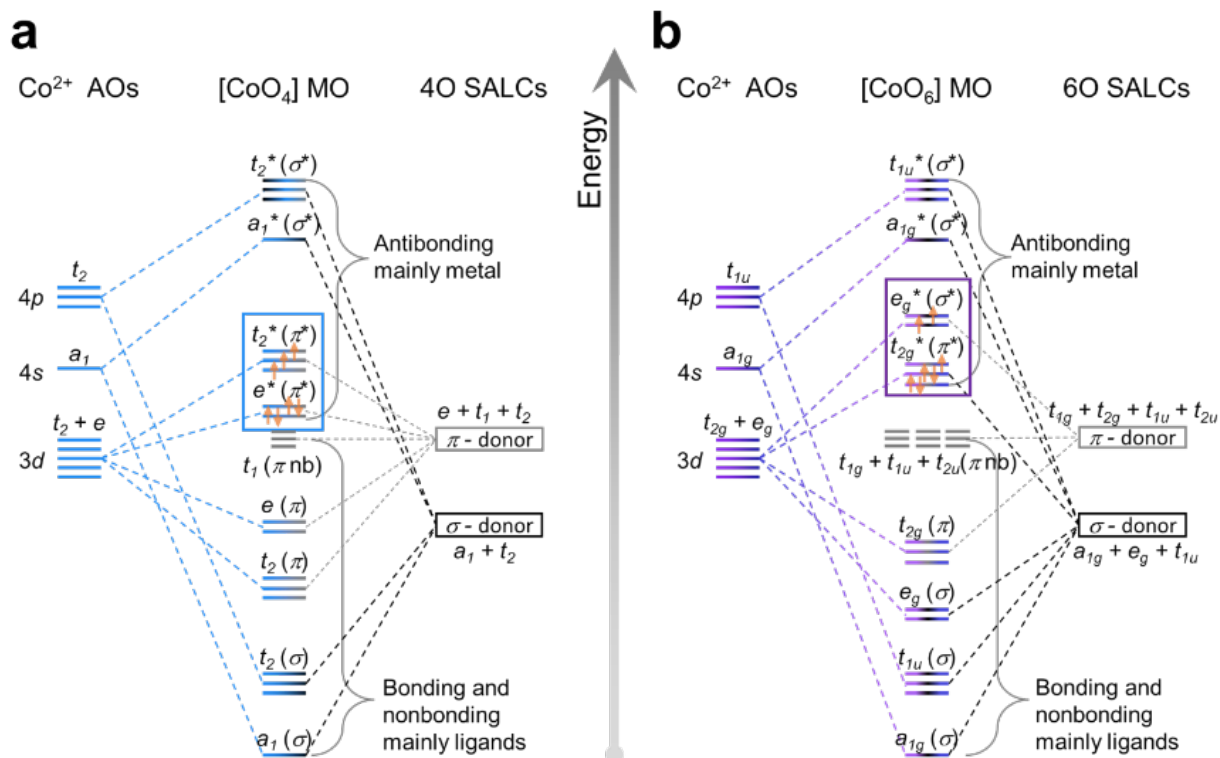 a
Co²⁺ AOs
[CoO₄] MO
4O SALCs
t₂* (σ*)
a₁* (σ*)
Antibonding
mainly metal
t₂
4p
t₂* (π*)
a₁
4s
e* (π*)
t₂ + e
3d
e + t₁ + t₂
π - donor
t₁ (π nb)
e (π)
σ - donor
a₁ + t₂
t₂ (π)
t₂ (σ)
Bonding and
nonbonding
mainly ligands
a₁ (σ)
Energy
b
Co²⁺ AOs
[CoO₆] MO
6O SALCs
t₁ᵤ* (σ*)
a₁g* (σ*)
Antibonding
mainly metal
t₁ᵤ
4p
eg* (σ*)
a₁g
4s
t₂g* (π*)
t₂g + eg
3d
t₁g + t₂g + t₁ᵤ + t₂ᵤ
π - donor
t₁g + t₁ᵤ + t₂ᵤ(π nb)
t₂g (π)
σ - donor
a₁g + eg + t₁ᵤ
eg (σ)
t₁ᵤ (σ)
Bonding and
nonbonding
mainly ligands
a₁g (σ)